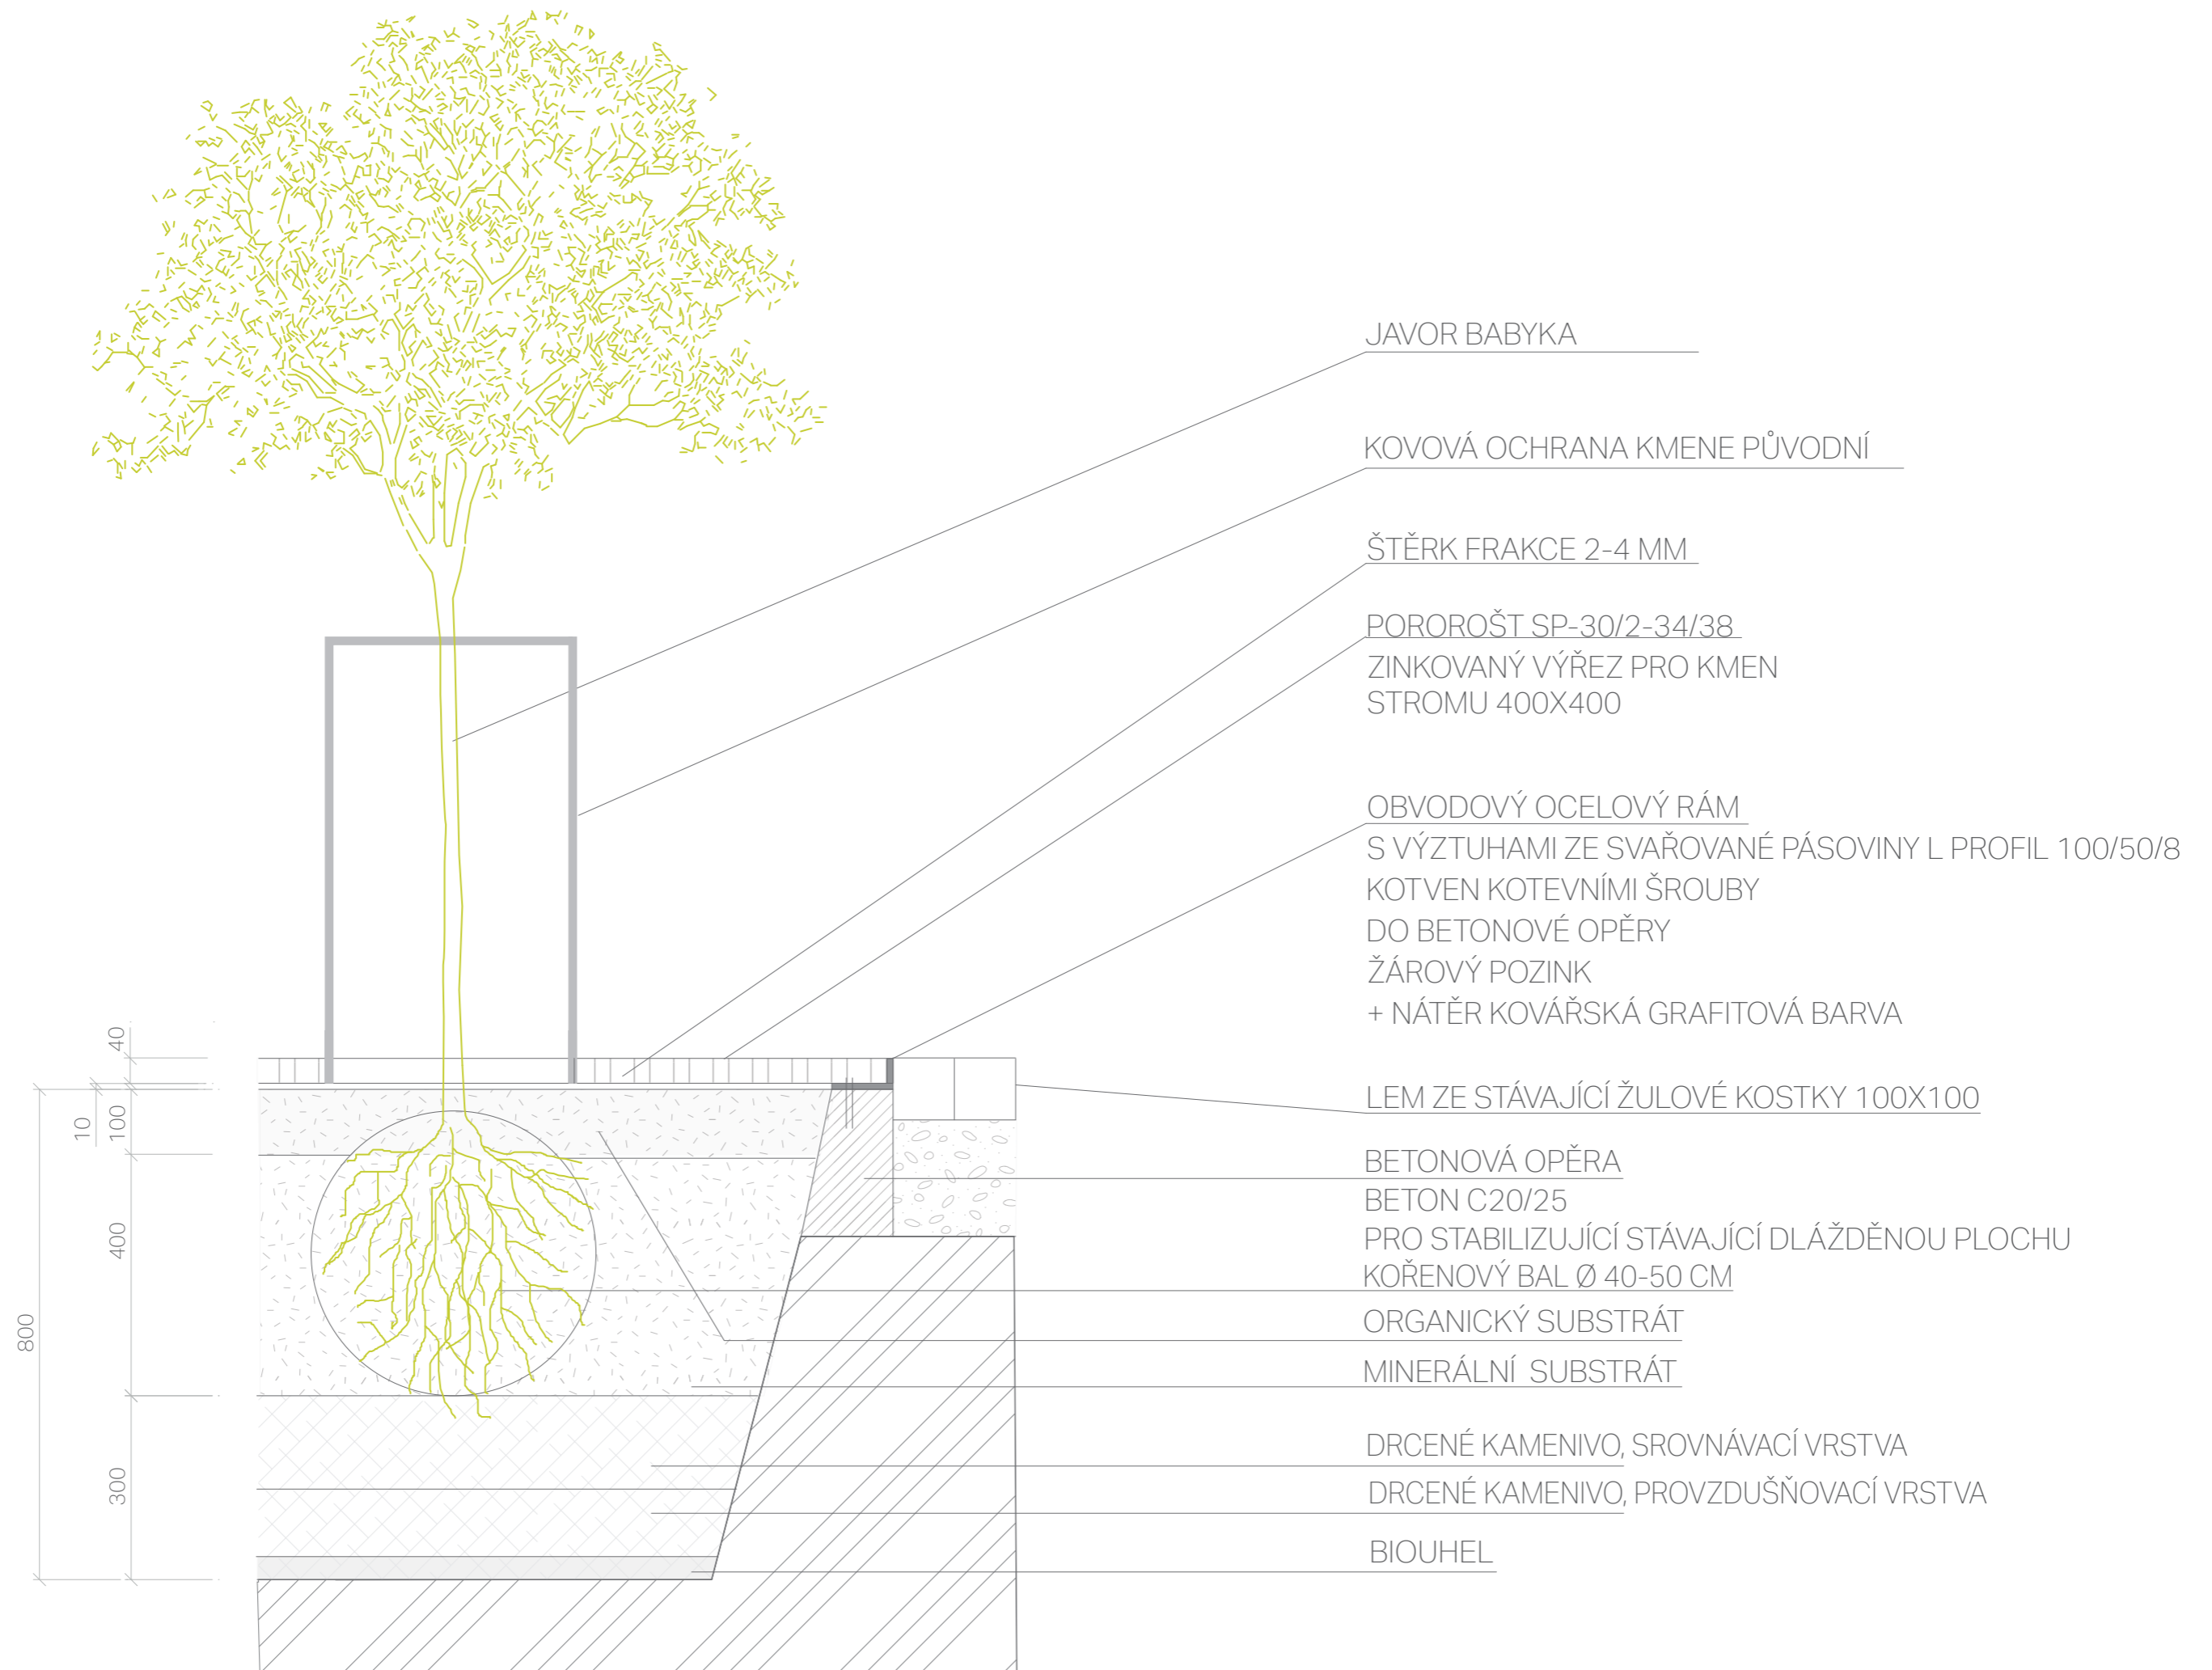 JAVOR BABYKA
KOVOVÁ OCHRANA KMENE PŮVODNÍ
ŠTĚRK FRAKCE 2-4 MM
POROROŠT SP-30/2-34/38
ZINKOVANÝ VÝŘEZ PRO KMEN
STROMU 400X400
OBVODOVÝ OCELOVÝ RÁM
S VÝZTUHAMI ZE SVAŘOVANÉ PÁSOVINY L PROFIL 100/50/8
KOTVEN KOTEVNÍMI ŠROUBY
DO BETONOVÉ OPĚRY
ŽÁROVÝ POZINK
+ NÁTĚR KOVÁŘSKÁ GRAFITOVÁ BARVA
LEM ZE STÁVAJÍCÍ ŽULOVÉ KOSTKY 100X100
BETONOVÁ OPĚRA
BETON C20/25
PRO STABILIZUJÍCÍ STÁVAJÍCÍ DLÁŽDĚNOU PLOCHU
KOŘENOVÝ BAL Ø 40-50 CM
ORGANICKÝ SUBSTRÁT
MINERÁLNÍ SUBSTRÁT
DRCENÉ KAMENIVO, SROVNÁVACÍ VRSTVA
DRCENÉ KAMENIVO, PROVZDUŠŇOVACÍ VRSTVA
BIOUHEL
40
10
100
400
800
300